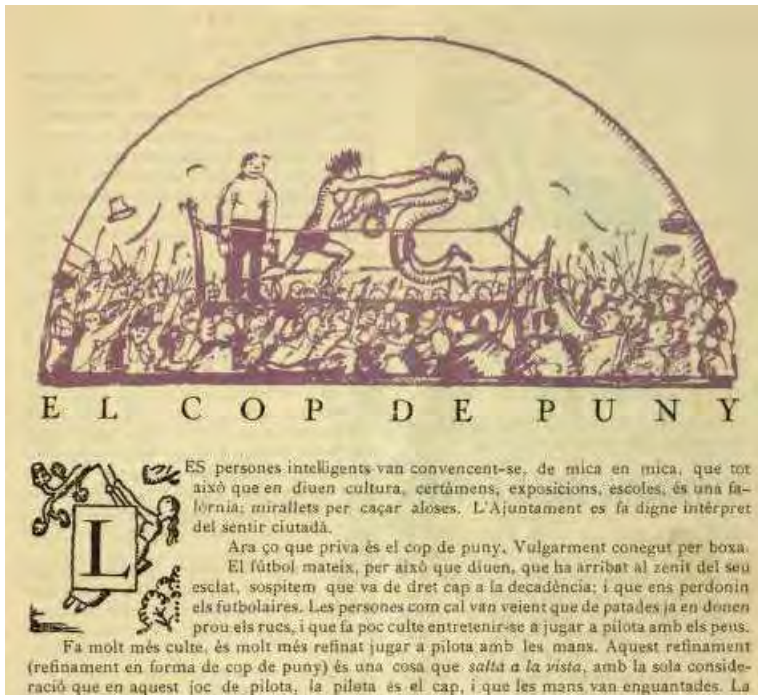 EL COP DE PUNY
LES persones intelligents van convencent-se, de mica en mica, que tot
això que en diuen cultura, certàmens, exposicions, escoles, és una fa-
lòrnia; mirallets per caçar aloses. L'Ajuntament es fa digne intèrpret
del sentir ciutadà.
Ara ço que priva és el cop de puny. Vulgarment conegut per boxa.
El fútbol mateix, per això que diuen, que ha arribat al zenit del seu
esclat, sospitem que va de dret cap a la decadència; i que ens perdonin
els futbolaires. Les persones com cal van veient que de patades ja en donen
prou els rucs, i que fa poc culte entretenir-se a jugar a pilota amb els peus.
Fa molt més culte, és molt més refinat jugar a pilota amb les mans. Aquest refinament
(refinament en forma de cop de puny) és una cosa que salta a la vista, amb la sola conside-
ració que en aquest joc de pilota, la pilota és el cap, i que les mans van enguantades. La